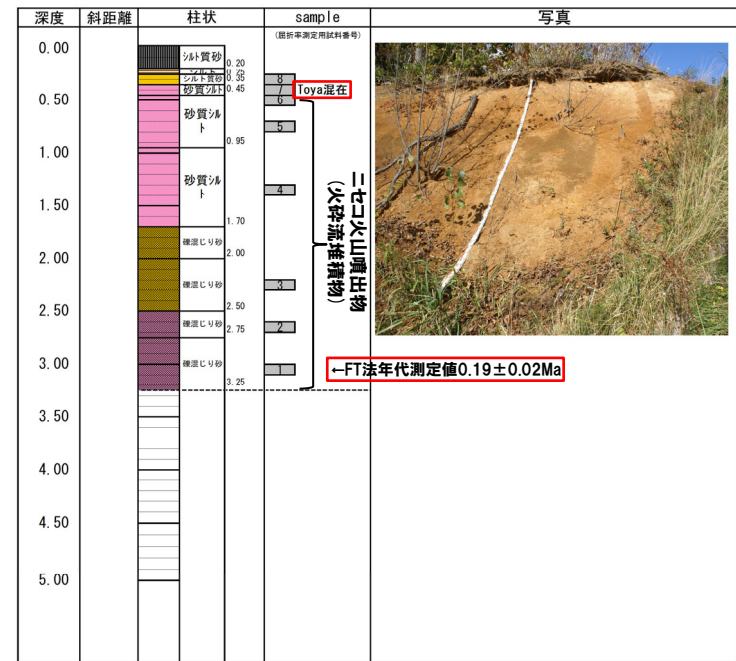 深度 斜距離 柱状 sample 写真
(屈折率測定用試料番号)
0.00
シルト質砂
0.20
シルト
0.25
シルト質砂
0.35
8
砂質シルト
0.45
7
Toya混在
0.50
6
砂質シル
ト
5
0.95
1.00
砂質シル
ト
4
1.50
1.70
礫混じり砂
2.00
2.00
礫混じり砂
3
2.50
2.50
礫混じり砂
2
2.75
3.00
礫混じり砂
1
←FT法年代測定値0.19±0.02Ma
3.25
ニセコ火山噴出物
(火砕流堆積物)
3.50
4.00
4.50
5.00